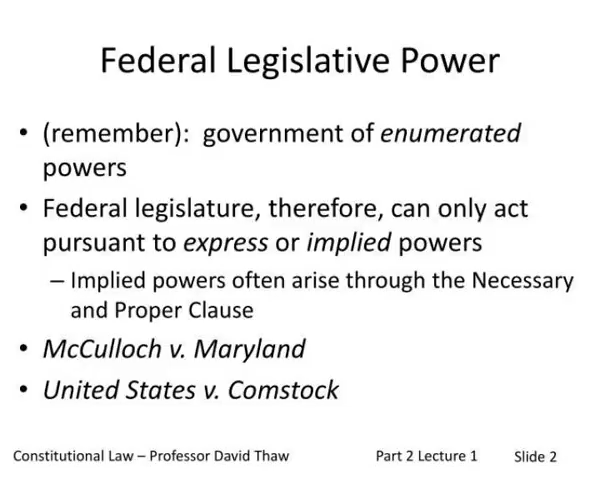 Federal Legislative Power
• (remember): government of enumerated
powers
• Federal legislature, therefore, can only act
pursuant to express or implied powers
– Implied powers often arise through the Necessary
and Proper Clause
• McCulloch v. Maryland
• United States v. Comstock
Constitutional Law – Professor David Thaw Part 2 Lecture 1 Slide 2